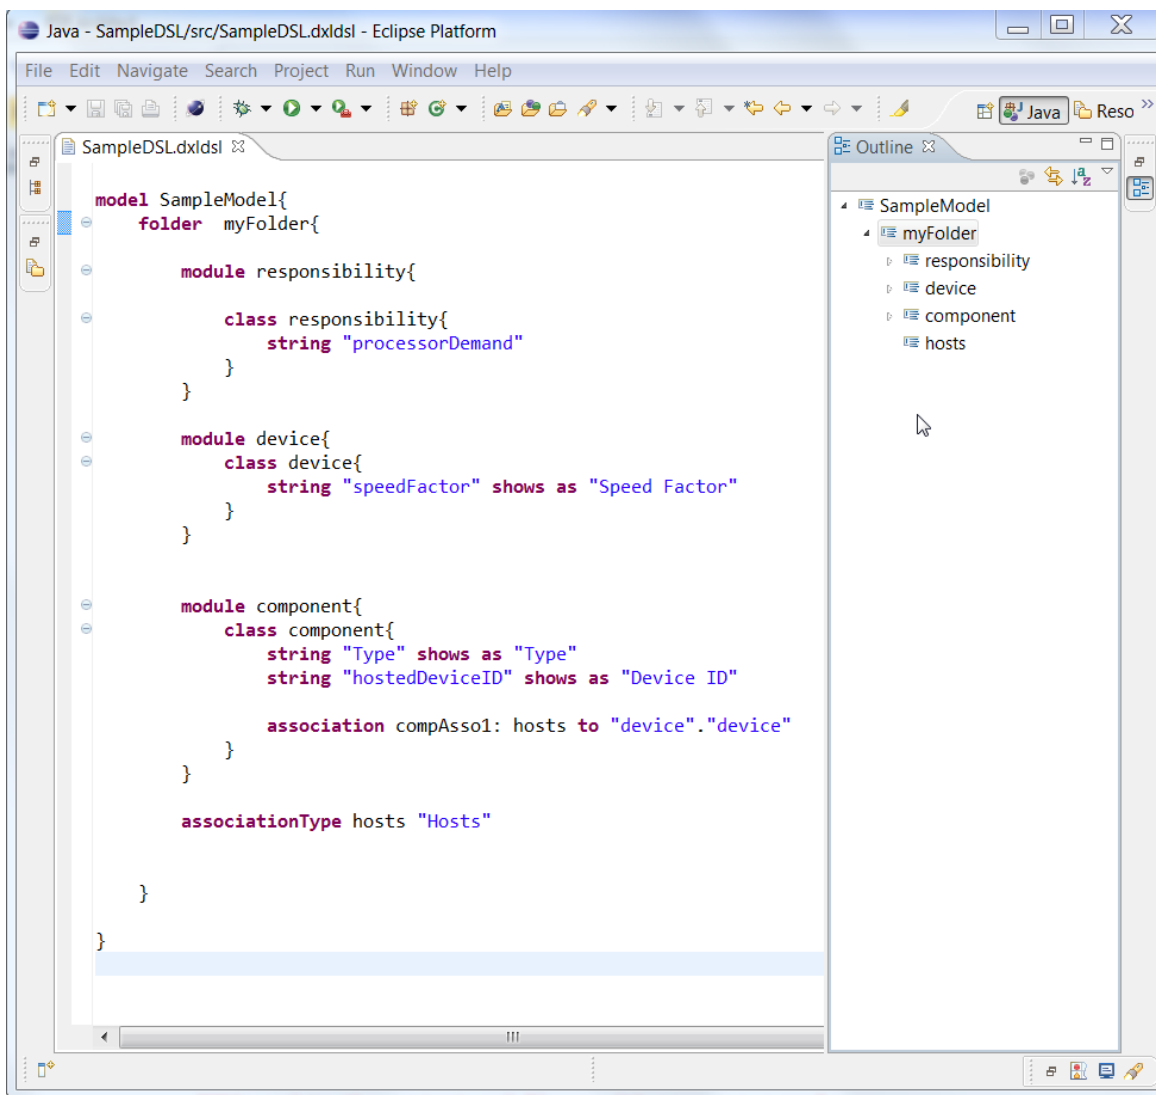 Java - SampleDSL/src/SampleDSL.dxldsl - Eclipse Platform
File Edit Navigate Search Project Run Window Help
Java Reso
SampleDSL.dxldsl
model SampleModel{
folder myFolder{
module responsibility{
class responsibility{
string "processorDemand"
}
}
module device{
class device{
string "speedFactor" shows as "Speed Factor"
}
}
module component{
class component{
string "Type" shows as "Type"
string "hostedDeviceID" shows as "Device ID"
association compAsso1: hosts to "device"."device"
}
}
associationType hosts "Hosts"
}
}
Outline
SampleModel
myFolder
responsibility
device
component
hosts